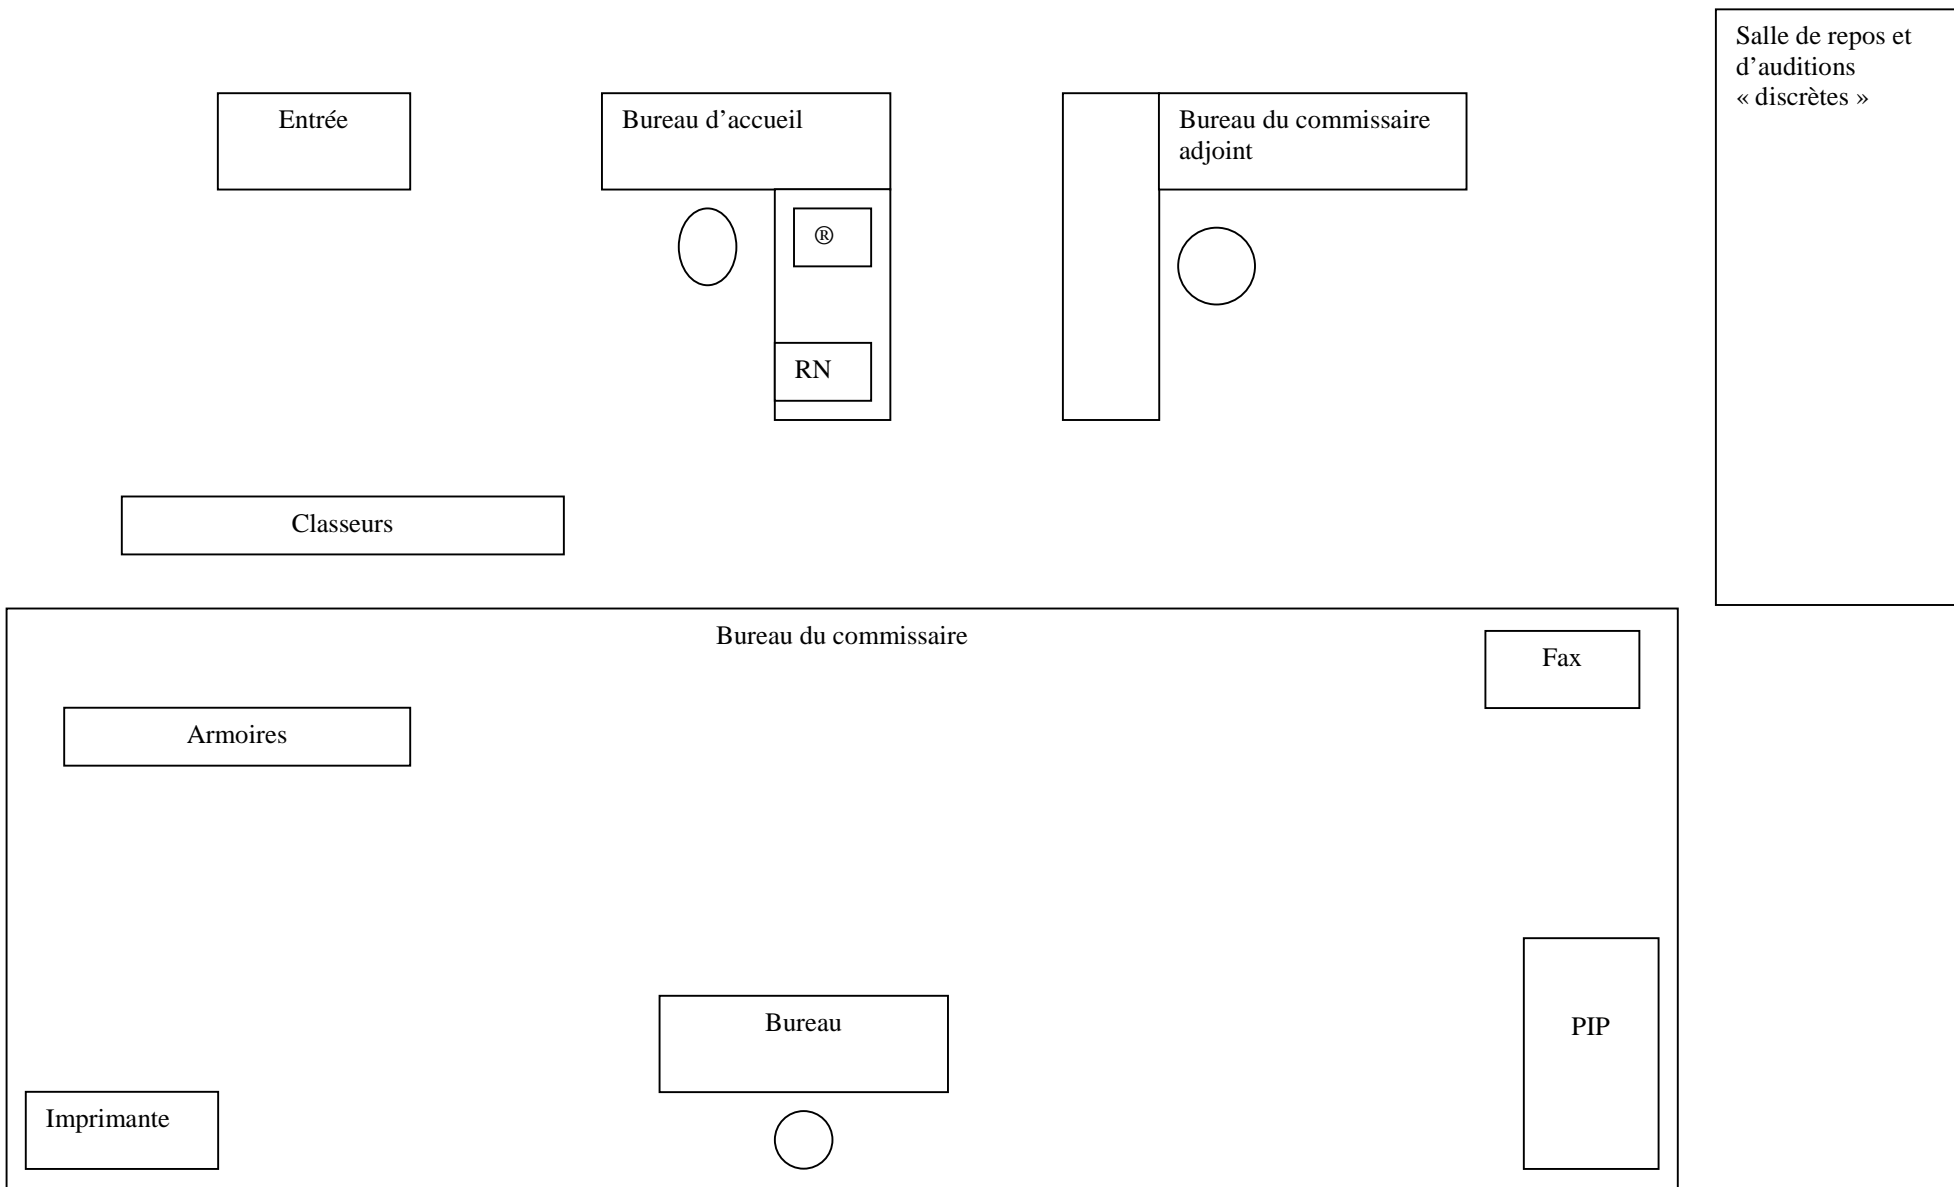 Salle de repos et
d’auditions
« discrètes »
Entrée
Bureau d’accueil
Bureau du commissaire
adjoint
®
RN
Classeurs
Bureau du commissaire
Fax
Armoires
Bureau
PIP
Imprimante